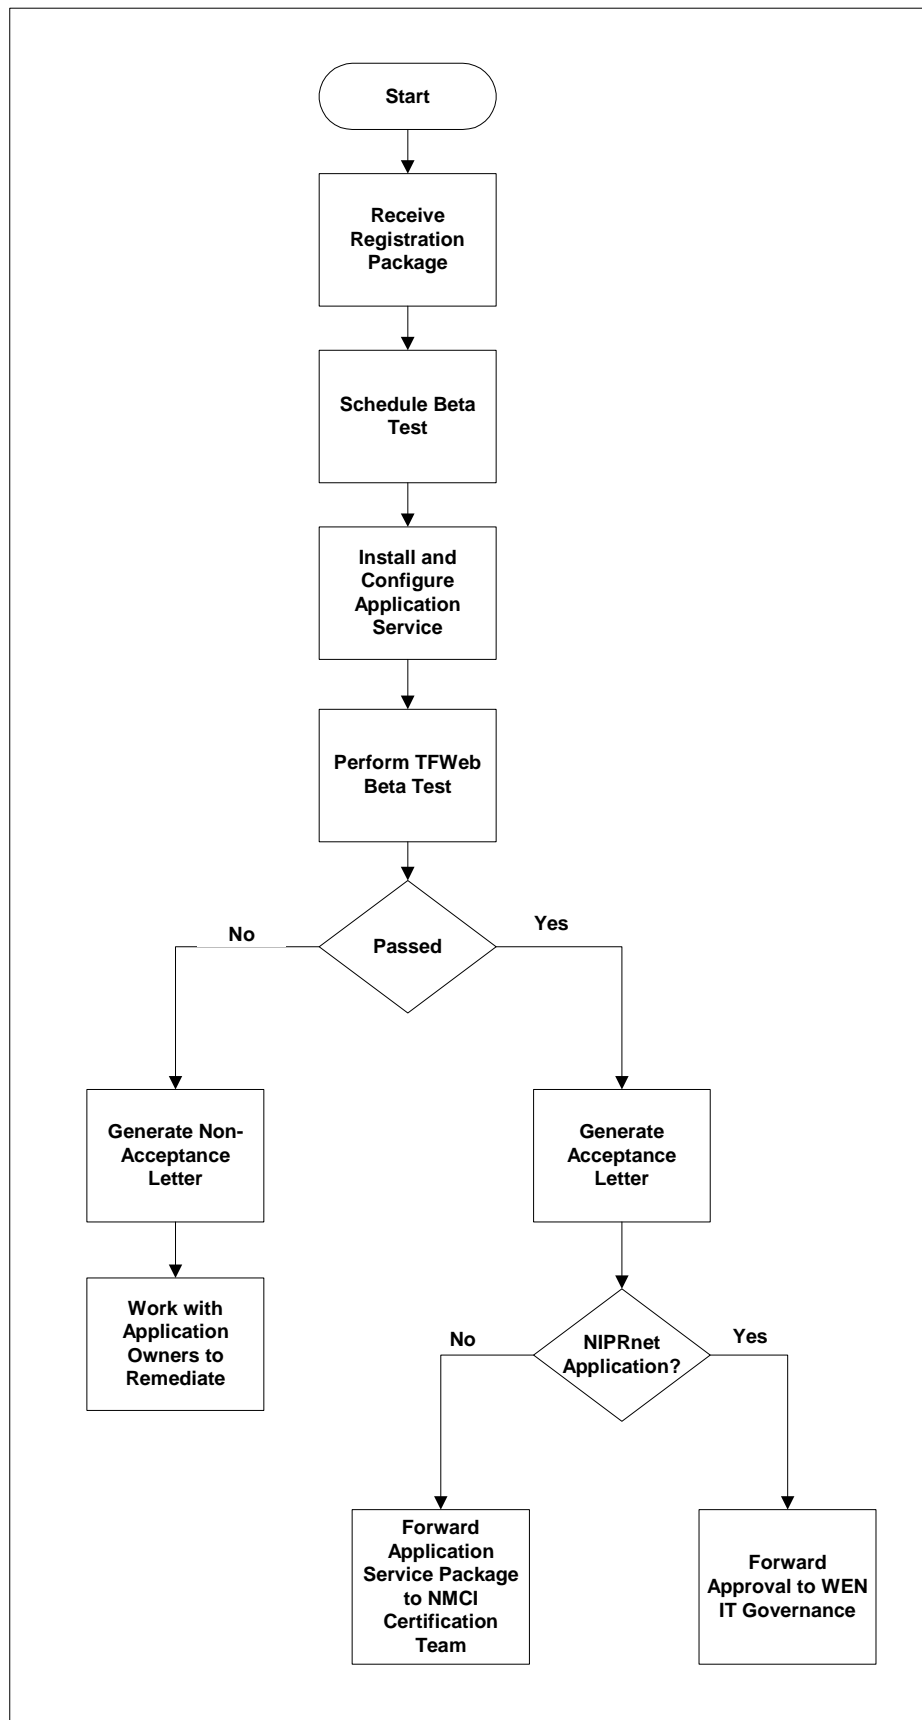 Start
Receive
Registration
Package
Schedule Beta
Test
Install and
Configure
Application
Service
Perform TFWeb
Beta Test
Passed
No
Yes
Generate Non-
Acceptance
Letter
Work with
Application
Owners to
Remediate
Generate
Acceptance
Letter
NIPRnet
Application?
No
Yes
Forward
Application
Service Package
to NMCI
Certification
Team
Forward
Approval to WEN
IT Governance